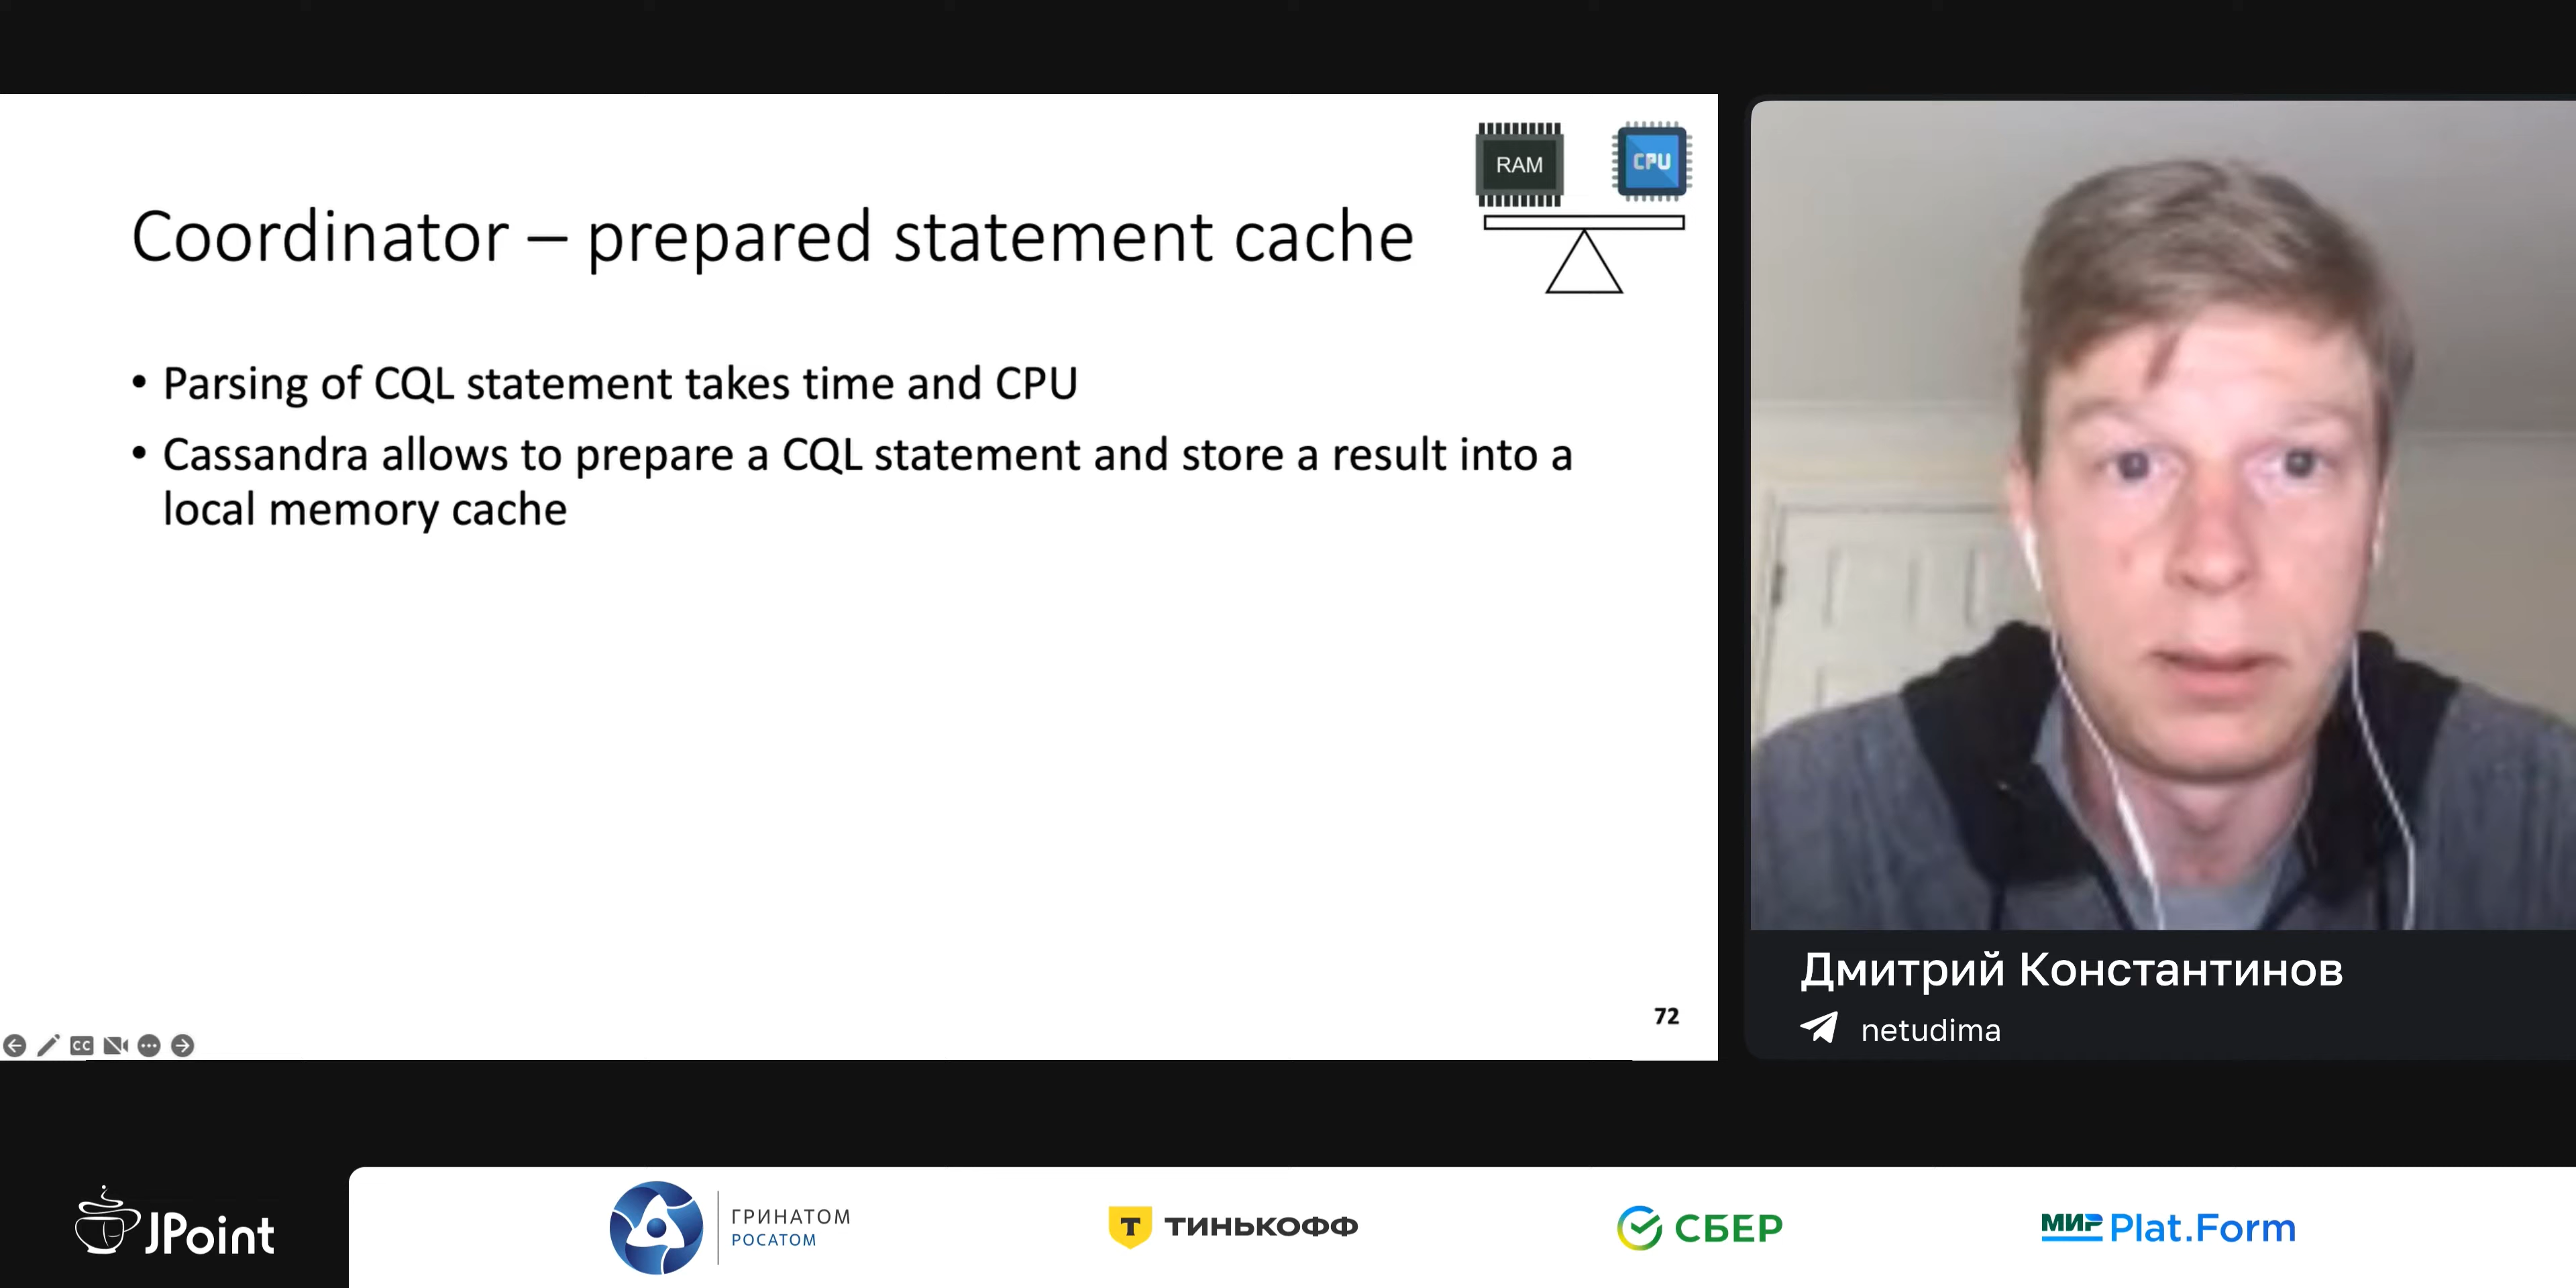 RAM
CPU
Coordinator – prepared statement cache
• Parsing of CQL statement takes time and CPU
• Cassandra allows to prepare a CQL statement and store a result into a
local memory cache
72
CC
Дмитрий Константинов
netudima
JPoint
ГРИНАТОМ
РОСАТОМ
Т ТИНЬКОФФ
СБЕР
МИР Plat.Form